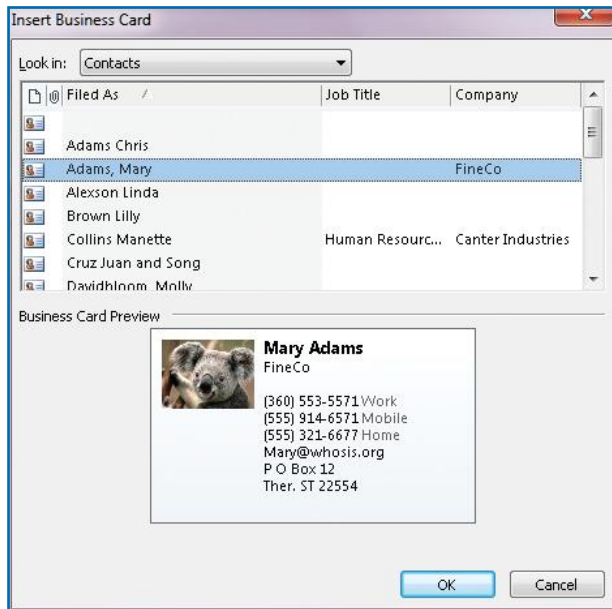 Insert Business Card
Look in: Contacts
Filed As / Job Title Company
Adams Chris
Adams, Mary FineCo
Alexson Linda
Brown Lilly
Collins Manette Human Resourc... Canter Industries
Cruz Juan and Song
Davidhloom, Molly
Business Card Preview
Mary Adams
FineCo
(360) 553-5571 Work
(555) 914-6571 Mobile
(555) 321-6677 Home
Mary@whosis.org
P O Box 12
Ther. ST 22554
OK Cancel